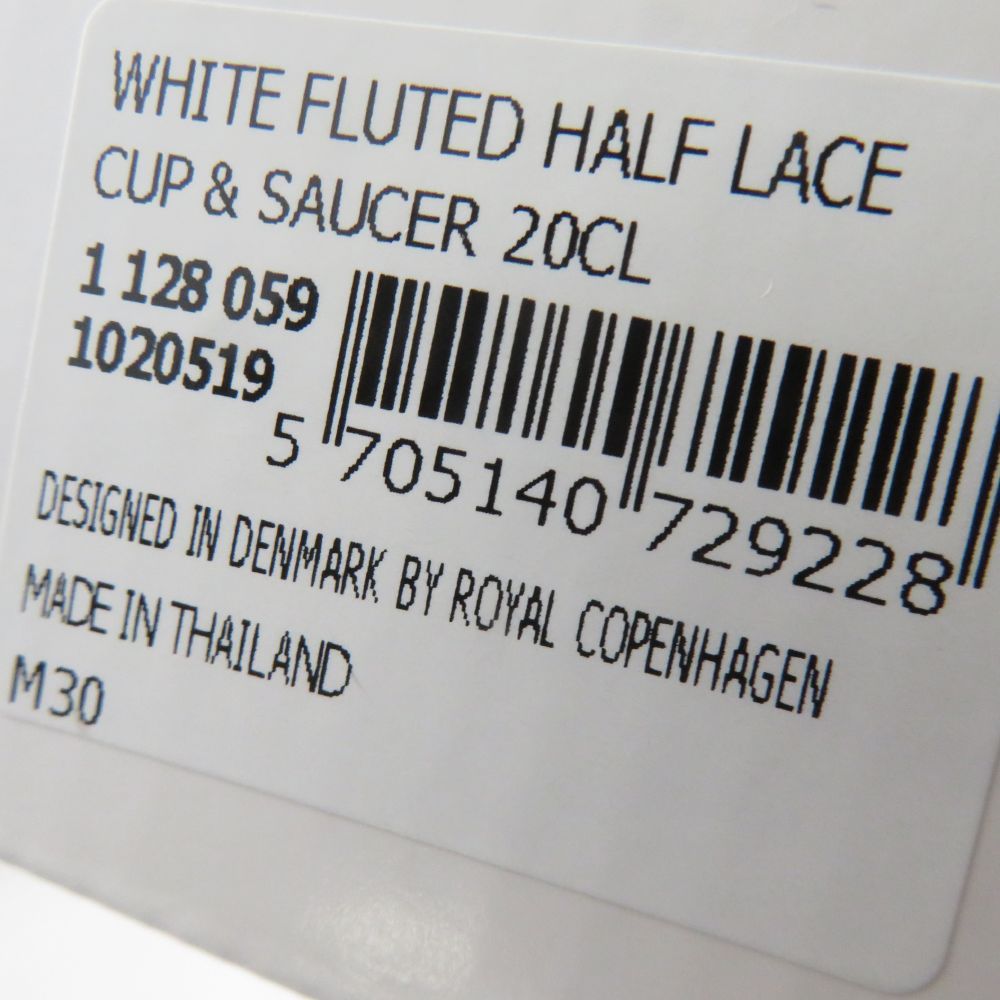 WHITE FLUTED HALF LACE
CUP & SAUCER 20CL
1 128 059
1020519
5 705140 729228
DESIGNED IN DENMARK BY ROYAL COPENHAGEN
MADE IN THAILAND
M30